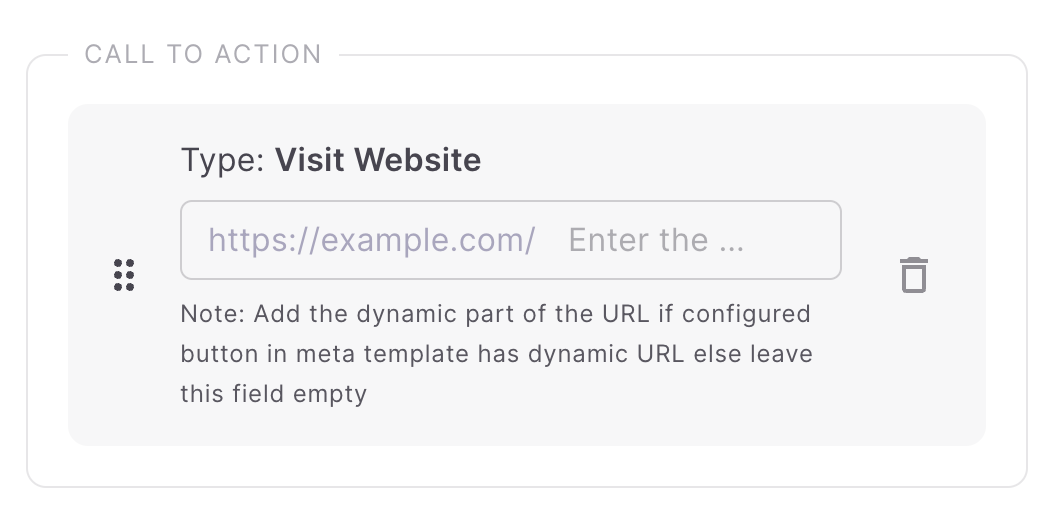 CALL TO ACTION
Type: Visit Website
https://example.com/ Enter the ...
Note: Add the dynamic part of the URL if configured
button in meta template has dynamic URL else leave
this field empty